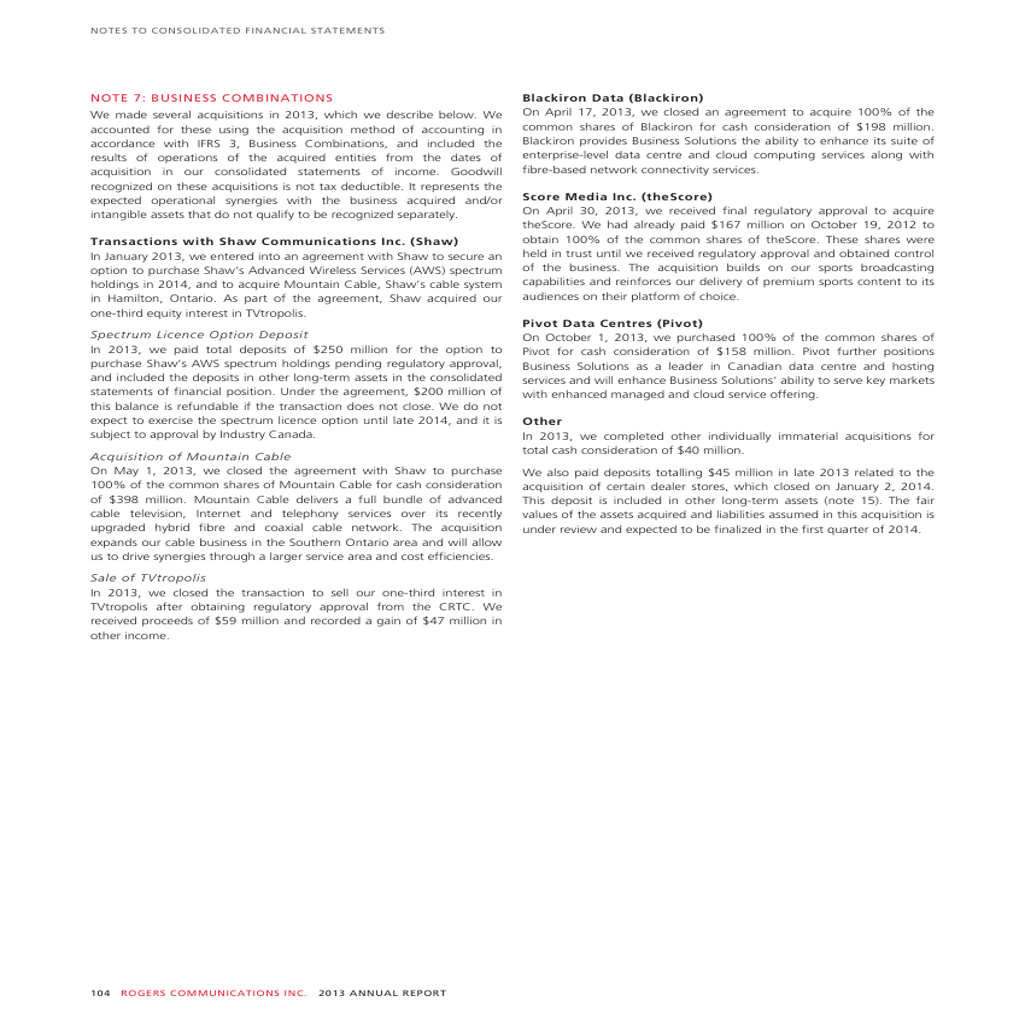 NOTES TO CONSOLIDATED FINANCIAL STATEMENTS
NOTE 7: BUSINESS COMBINATIONS
We made several acquisitions in 2013, which we describe below. We
accounted for these using the acquisition method of accounting in
accordance with IFRS 3, Business Combinations, and included the
results of operations of the acquired entities from the dates of
acquisition in our consolidated statements of income. Goodwill
recognized on these acquisitions is not tax deductible. It represents the
expected operational synergies with the business acquired and/or
intangible assets that do not qualify to be recognized separately.
Transactions with Shaw Communications Inc. (Shaw)
In January 2013, we entered into an agreement with Shaw to secure an
option to purchase Shaw's Advanced Wireless Services (AWS) spectrum
holdings in 2014, and to acquire Mountain Cable, Shaw's cable system
in Hamilton, Ontario. As part of the agreement, Shaw acquired our
one-third equity interest in TVtropolis.
Spectrum Licence Option Deposit
In 2013, we paid total deposits of $250 million for the option to
purchase Shaw's AWS spectrum holdings pending regulatory approval,
and included the deposits in other long-term assets in the consolidated
statements of financial position. Under the agreement, $200 million of
this balance is refundable if the transaction does not close. We do not
expect to exercise the spectrum licence option until late 2014, and it is
subject to approval by Industry Canada.
Acquisition of Mountain Cable
On May 1, 2013, we closed the agreement with Shaw to purchase
100% of the common shares of Mountain Cable for cash consideration
of $398 million. Mountain Cable delivers a full bundle of advanced
cable television, Internet and telephony services over its recently
upgraded hybrid fibre and coaxial cable network. The acquisition
expands our cable business in the Southern Ontario area and will allow
us to drive synergies through a larger service area and cost efficiencies.
Sale of TVtropolis
In 2013, we closed the transaction to sell our one-third interest in
TVtropolis after obtaining regulatory approval from the CRTC. We
received proceeds of $59 million and recorded a gain of $47 million in
other income.
Blackiron Data (Blackiron)
On April 17, 2013, we closed an agreement to acquire 100% of the
common shares of Blackiron for cash consideration of $198 million.
Blackiron provides Business Solutions the ability to enhance its suite of
enterprise-level data centre and cloud computing services along with
fibre-based network connectivity services.
Score Media Inc. (theScore)
On April 30, 2013, we received final regulatory approval to acquire
theScore. We had already paid $167 million on October 19, 2012 to
obtain 100% of the common shares of theScore. These shares were
held in trust until we received regulatory approval and obtained control
of the business. The acquisition builds on our sports broadcasting
capabilities and reinforces our delivery of premium sports content to its
audiences on their platform of choice.
Pivot Data Centres (Pivot)
On October 1, 2013, we purchased 100% of the common shares of
Pivot for cash consideration of $158 million. Pivot further positions
Business Solutions as a leader in Canadian data centre and hosting
services and will enhance Business Solutions' ability to serve key markets
with enhanced managed and cloud service offering.
Other
In 2013, we completed other individually immaterial acquisitions for
total cash consideration of $40 million.
We also paid deposits totalling $45 million in late 2013 related to the
acquisition of certain dealer stores, which closed on January 2, 2014.
This deposit is included in other long-term assets (note 15). The fair
values of the assets acquired and liabilities assumed in this acquisition is
under review and expected to be finalized in the first quarter of 2014.
104 ROGERS COMMUNICATIONS INC. 2013 ANNUAL REPORT